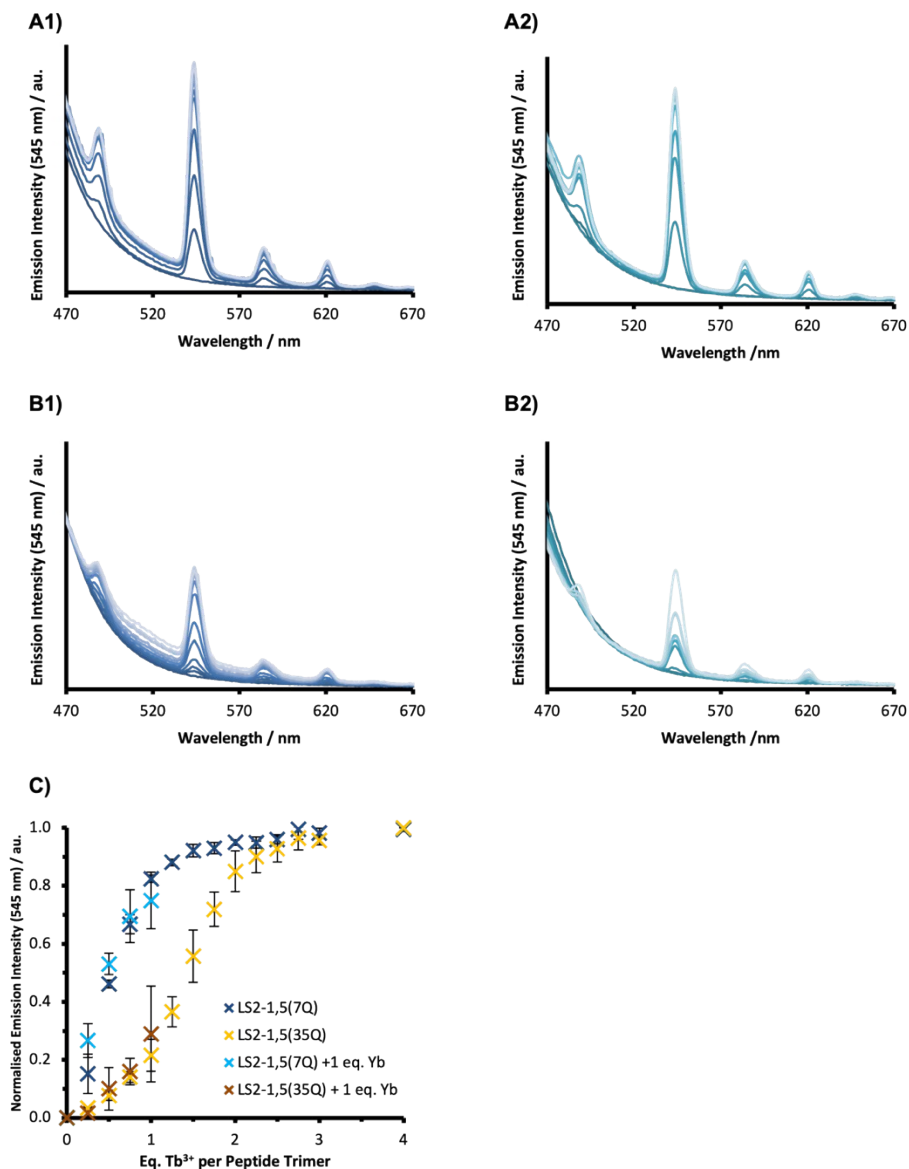 A1)
A2)
Emission Intensity (545 nm) / au.
470 520 570 620 670
Wavelength / nm
Emission Intensity (545 nm) / au.
470 520 570 620 670
Wavelength /nm
B1)
B2)
Emission Intensity (545 nm) / au.
470 520 570 620 670
Wavelength / nm
Emission Intensity (545 nm) / au.
470 520 570 620 670
Wavelength /nm
C)
Normalised Emission Intensity (545 nm) / au.
1.0
0.8
0.6
0.4
0.2
0.0
LS2-1,5(7Q)
LS2-1,5(35Q)
LS2-1,5(7Q) +1 eq. Yb
LS2-1,5(35Q) + 1 eq. Yb
0 1 2 3 4
Eq. Tb³⁺ per Peptide Trimer